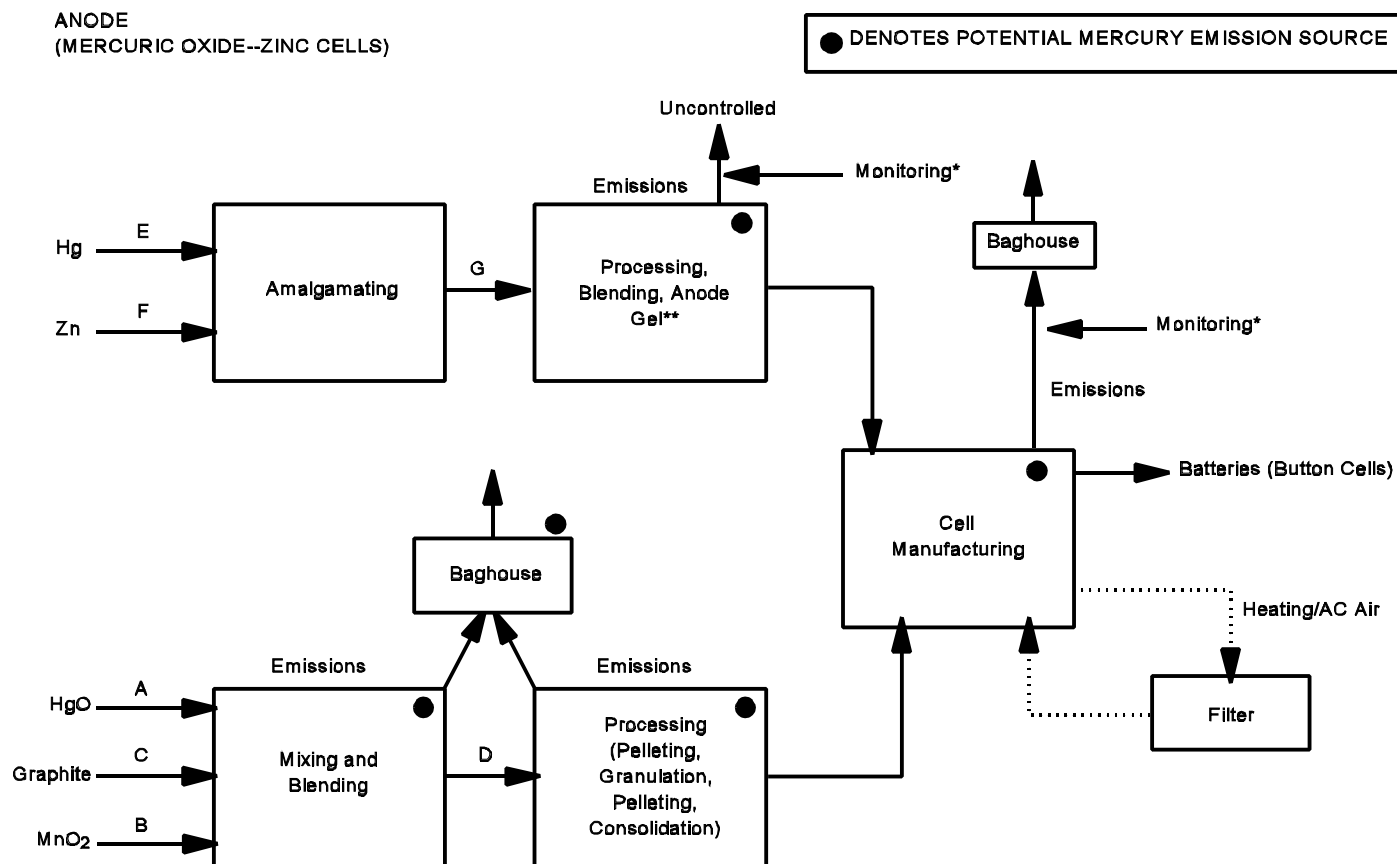 ANODE
(MERCURIC OXIDE--ZINC CELLS)
DENOTES POTENTIAL MERCURY EMISSION SOURCE
Uncontrolled
Monitoring*
Emissions
Hg
E
Zn
F
Amalgamating
G
Processing,
Blending, Anode
Gel**
Baghouse
Monitoring*
Emissions
Batteries (Button Cells)
Cell
Manufacturing
Heating/AC Air
Filter
Baghouse
Emissions
Emissions
HgO
A
Graphite
C
MnO2
B
Mixing and
Blending
D
Processing
(Pelleting,
Granulation,
Pelleting,
Consolidation)